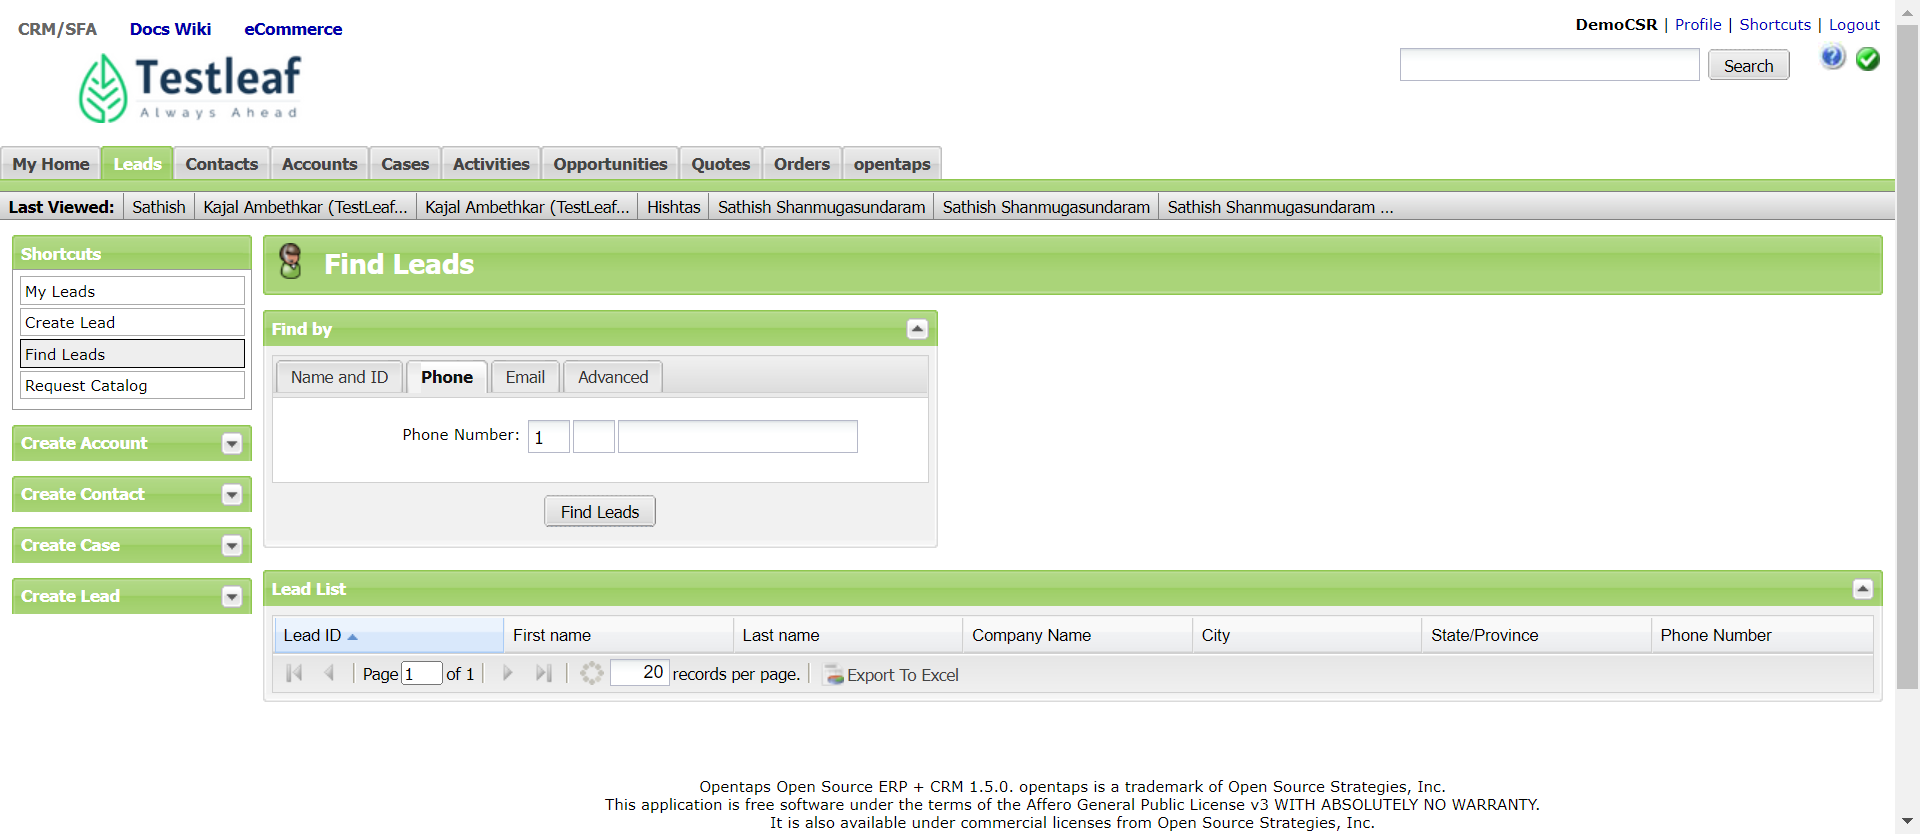 CRM/SFA Docs Wiki eCommerce
DemoCSR | Profile | Shortcuts | Logout
Testleaf
Always Ahead
Search
?
My Home Leads Contacts Accounts Cases Activities Opportunities Quotes Orders opentaps
Last Viewed: Sathish Kajal Ambethkar (TestLeaf... Kajal Ambethkar (TestLeaf... Hishtas Sathish Shanmugasundaram Sathish Shanmugasundaram Sathish Shanmugasundaram ...
Shortcuts
My Leads
Create Lead
Find Leads
Request Catalog
Create Account
Create Contact
Create Case
Create Lead
Find Leads
Find by
Name and ID Phone Email Advanced
Phone Number: 1
Find Leads
Lead List
Lead ID First name Last name Company Name City State/Province Phone Number
Page 1 of 1 20 records per page. Export To Excel
Opentaps Open Source ERP + CRM 1.5.0. opentaps is a trademark of Open Source Strategies, Inc.
This application is free software under the terms of the Affero General Public License v3 WITH ABSOLUTELY NO WARRANTY.
It is also available under commercial licenses from Open Source Strategies, Inc.